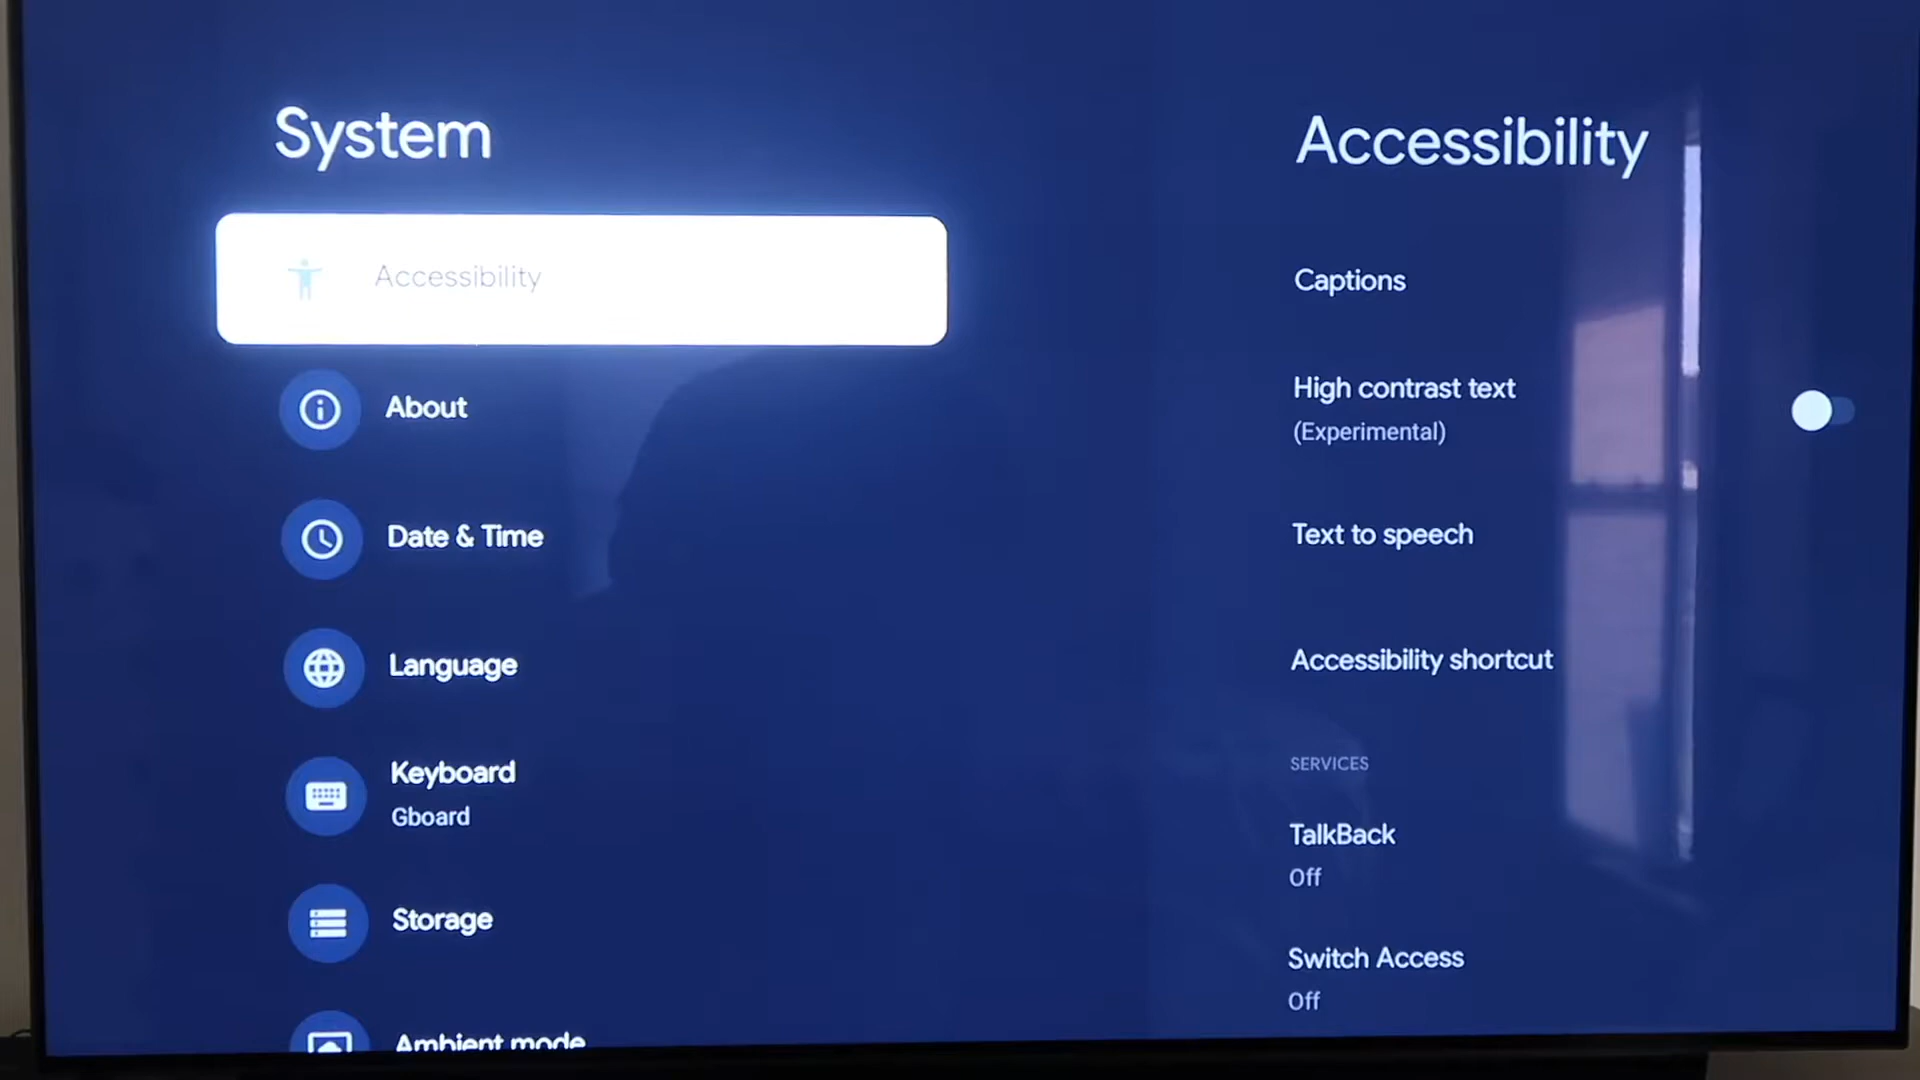 System
Accessibility
About
Date & Time
Language
Keyboard
Gboard
Storage
Ambient mode
Accessibility
Captions
High contrast text
(Experimental)
Text to speech
Accessibility shortcut
SERVICES
TalkBack
Off
Switch Access
Off